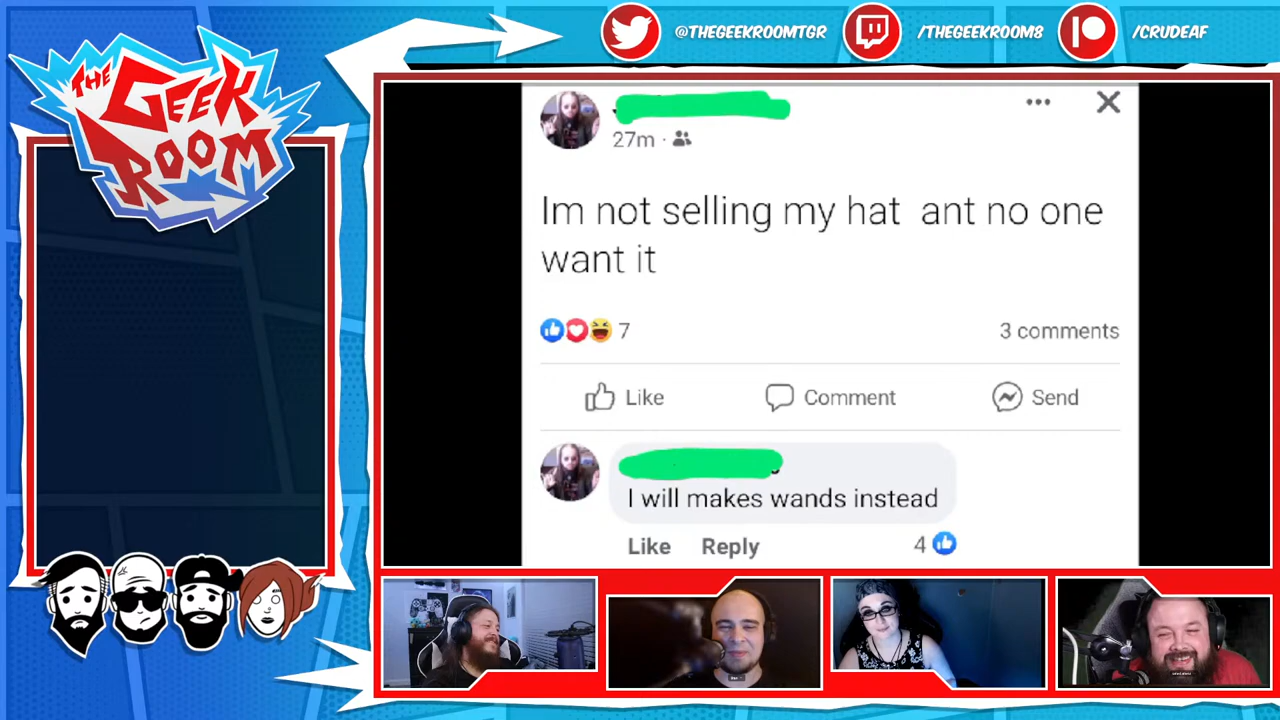 THE GEEK ROOM
@THEGEEKROOMTGR
/THEGEEKROOM8
/CRUDEAF
27m ·
Im not selling my hat ant no one
want it
7
3 comments
Like
Comment
Send
I will makes wands instead
Like
Reply
4